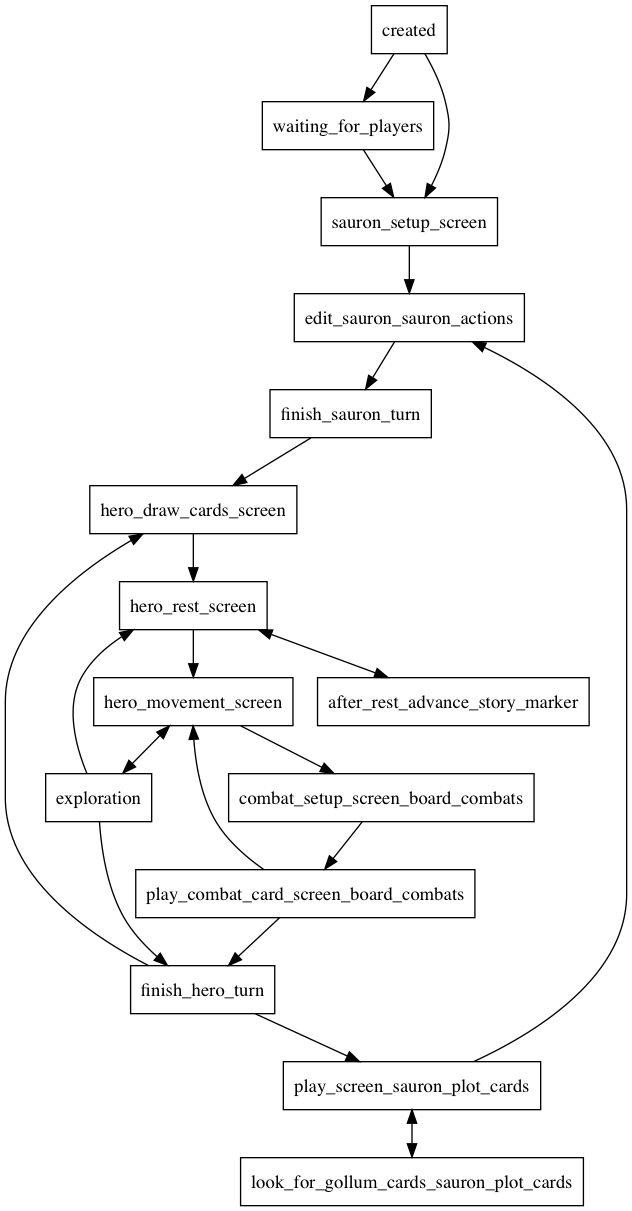 created
waiting_for_players
sauron_setup_screen
edit_sauron_sauron_actions
finish_sauron_turn
hero_draw_cards_screen
hero_rest_screen
hero_movement_screen
after_rest_advance_story_marker
exploration
combat_setup_screen_board_combats
play_combat_card_screen_board_combats
finish_hero_turn
play_screen_sauron_plot_cards
look_for_gollum_cards_sauron_plot_cards